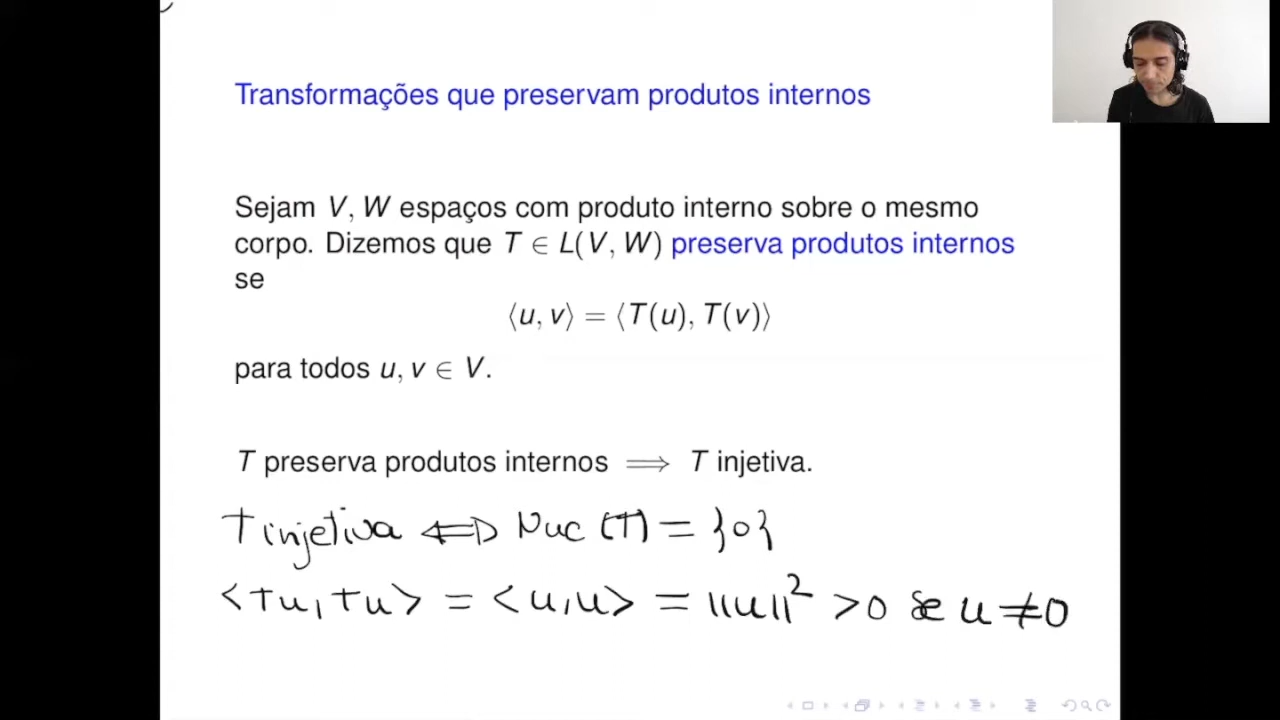 Transformações que preservam produtos internos
Sejam V, W espaços com produto interno sobre o mesmo
corpo. Dizemos que T ∈ L(V, W) preserva produtos internos
se
⟨u, v⟩ = ⟨T(u), T(v)⟩
para todos u, v ∈ V.
T preserva produtos internos ⟹ T injetiva.
T injetiva ⟺ Nuc (T) = {0}
<Tu, Tu> = <u,u> = ||u||² >0 se u ≠ 0